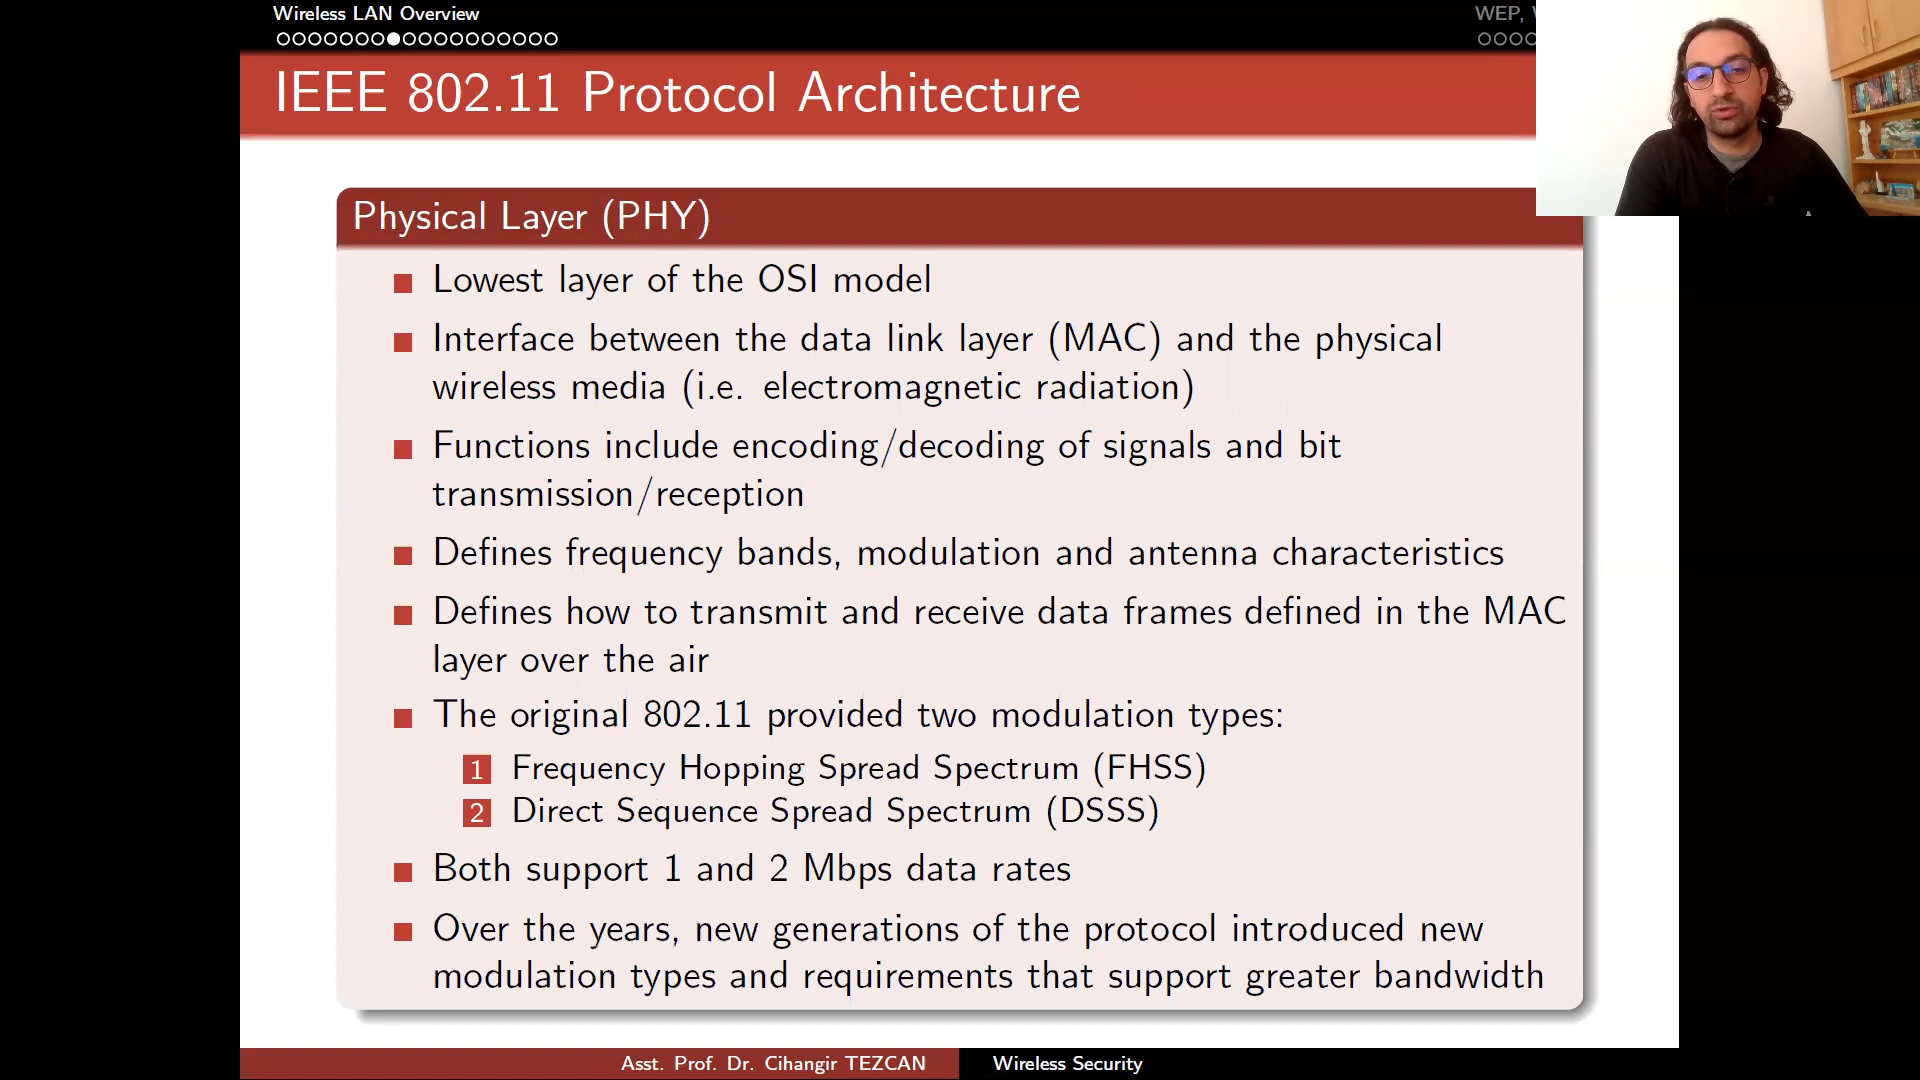 Wireless LAN Overview
WEP,
IEEE 802.11 Protocol Architecture
Physical Layer (PHY)
Lowest layer of the OSI model
Interface between the data link layer (MAC) and the physical
wireless media (i.e. electromagnetic radiation)
Functions include encoding/decoding of signals and bit
transmission/reception
Defines frequency bands, modulation and antenna characteristics
Defines how to transmit and receive data frames defined in the MAC
layer over the air
The original 802.11 provided two modulation types:
1 Frequency Hopping Spread Spectrum (FHSS)
2 Direct Sequence Spread Spectrum (DSSS)
Both support 1 and 2 Mbps data rates
Over the years, new generations of the protocol introduced new
modulation types and requirements that support greater bandwidth
Asst. Prof. Dr. Cihangir TEZCAN
Wireless Security